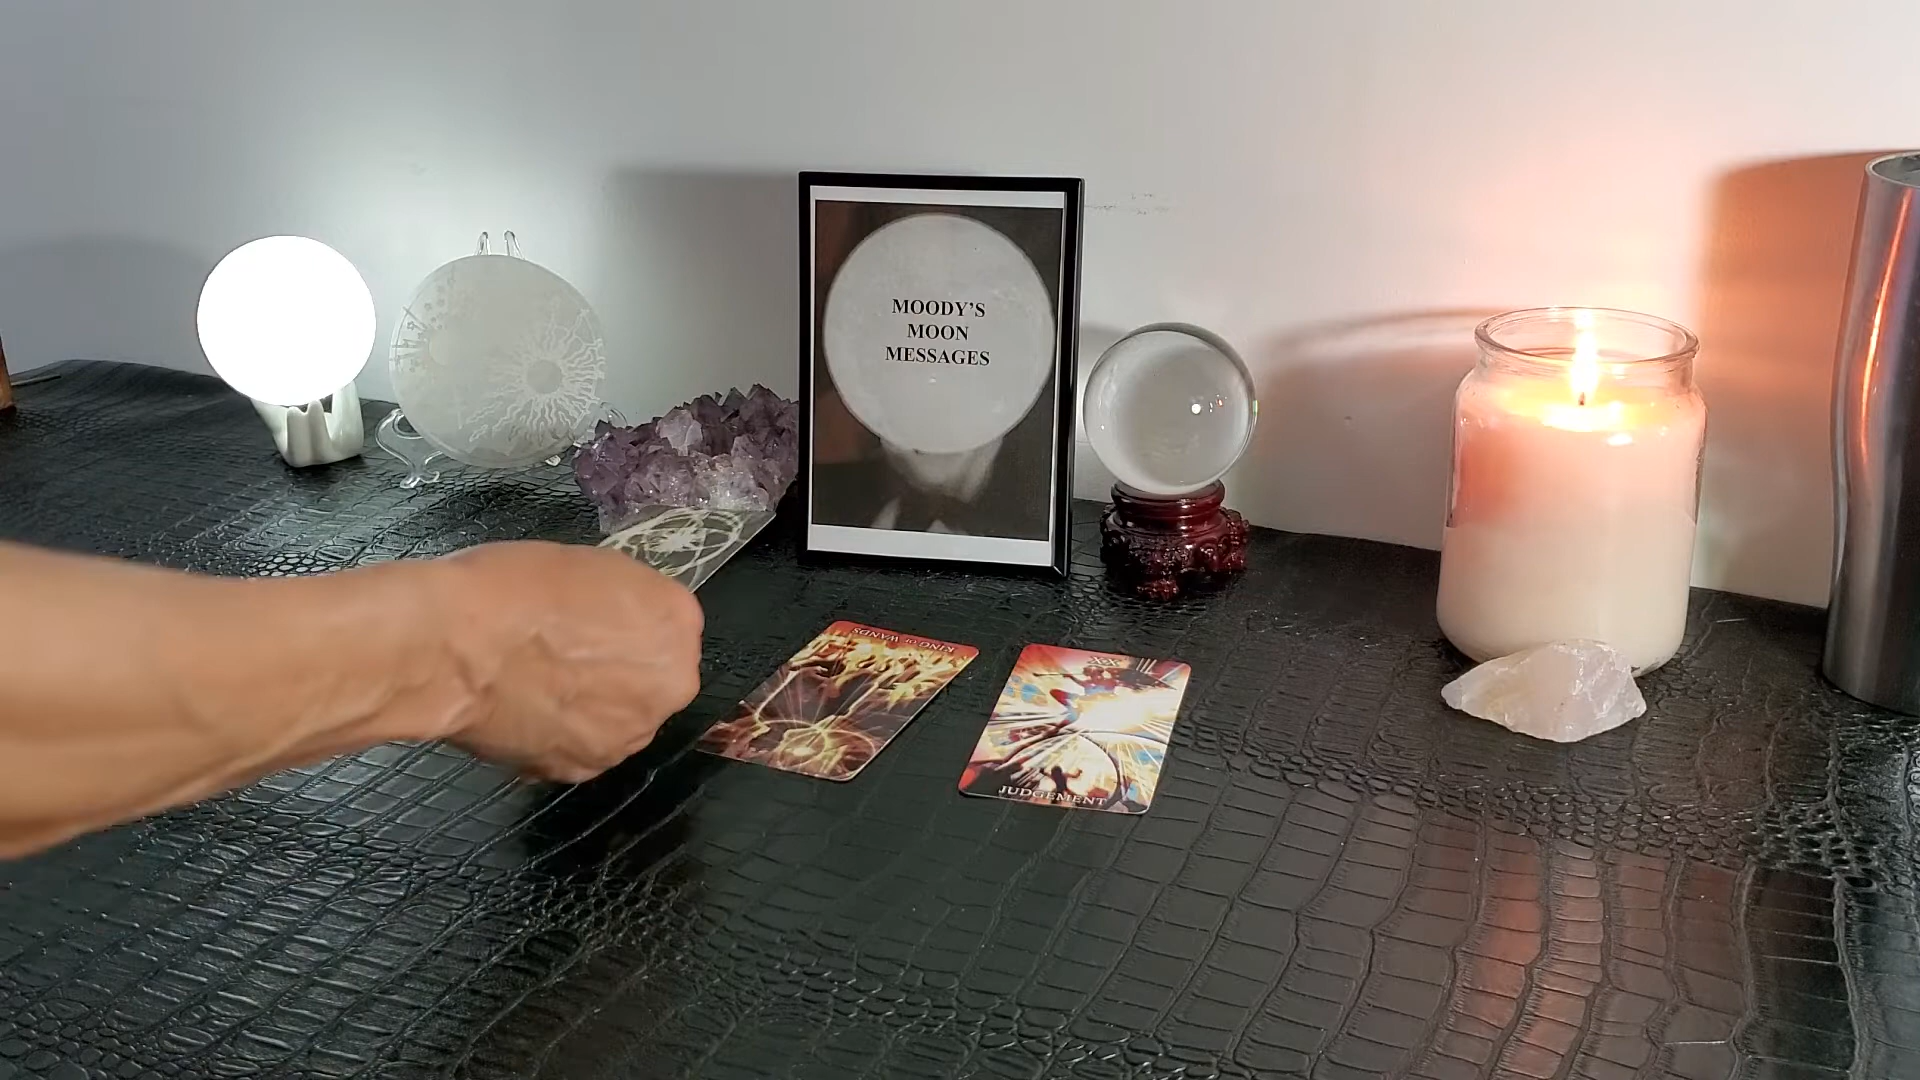 MOODY'S
MOON
MESSAGES
KING OF WANDS
XX
JUDGEMENT